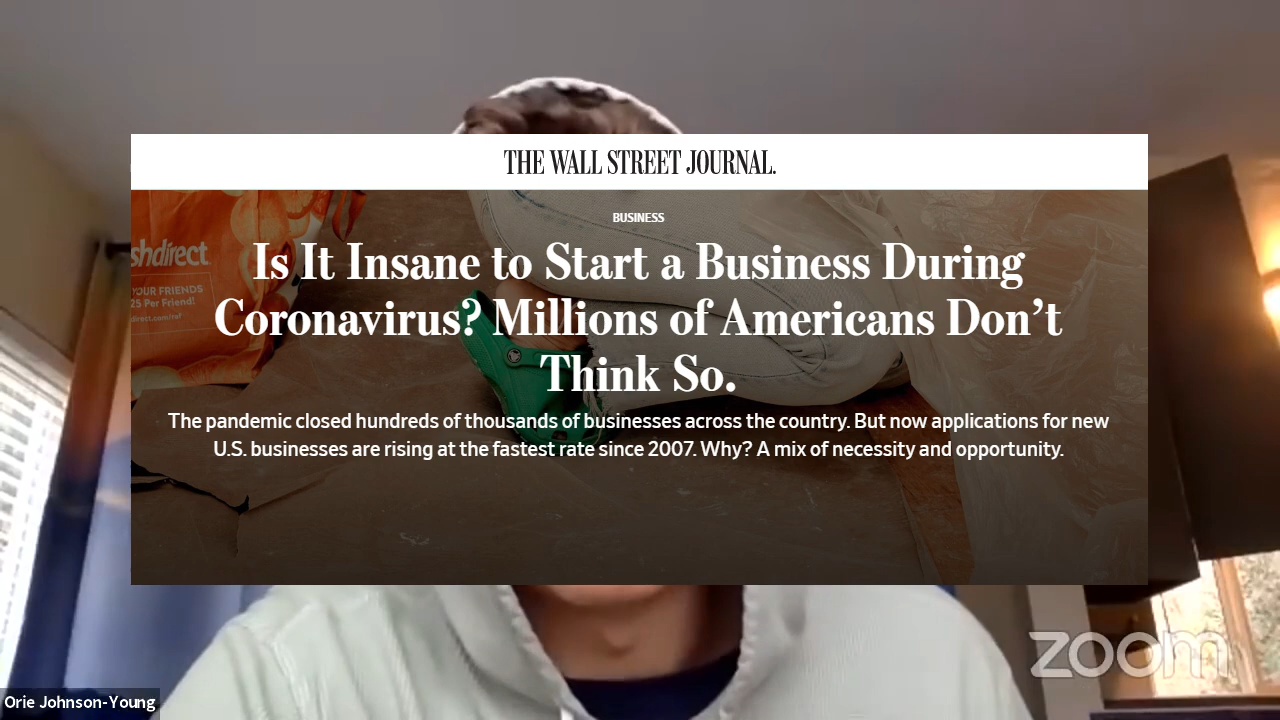 THE WALL STREET JOURNAL.
BUSINESS
Is It Insane to Start a Business During
Coronavirus? Millions of Americans Don't
Think So.
The pandemic closed hundreds of thousands of businesses across the country. But now applications for new
U.S. businesses are rising at the fastest rate since 2007. Why? A mix of necessity and opportunity.
shdirect
YOUR FRIENDS
25 Per Friend!
direct.com/raf
zoom
Orie Johnson-Young